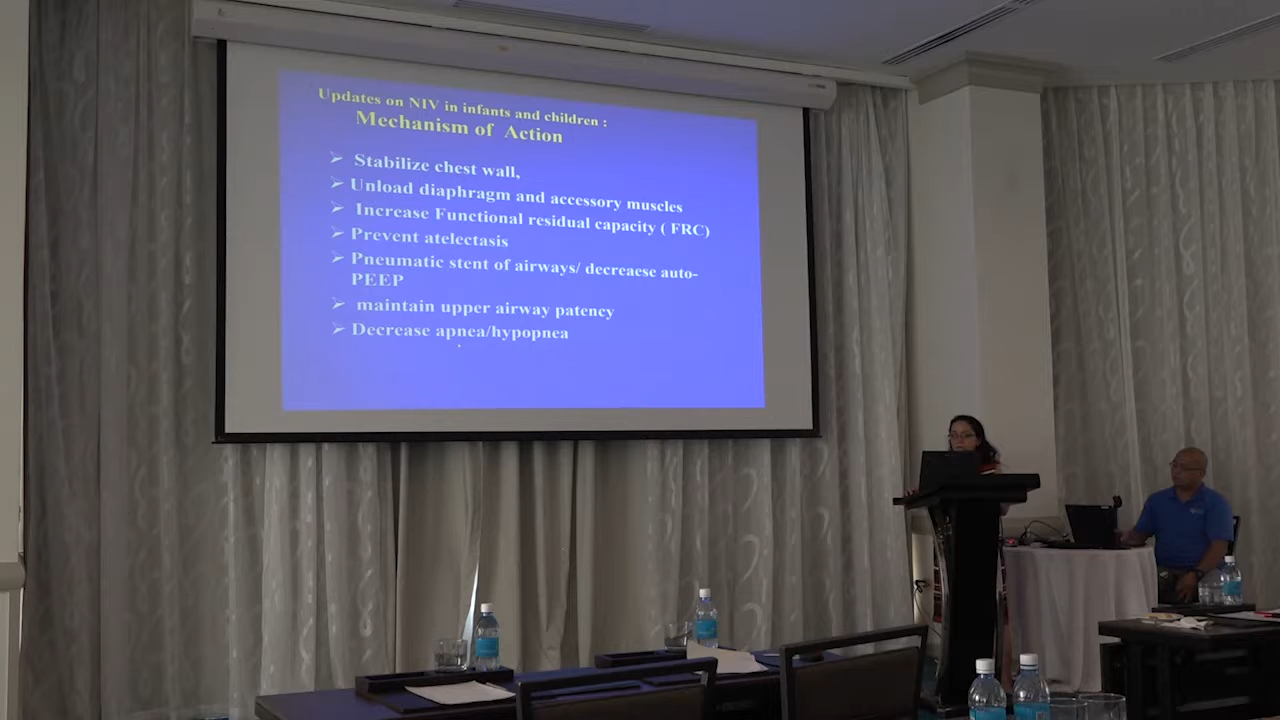 Updates on NIV in infants and children :
Mechanism of Action
➢ Stabilize chest wall,
➢ Unload diaphragm and accessory muscles
➢ Increase Functional residual capacity ( FRC)
➢ Prevent atelectasis
➢ Pneumatic stent of airways/ decreaese auto-
PEEP
➢ maintain upper airway patency
➢ Decrease apnea/hypopnea